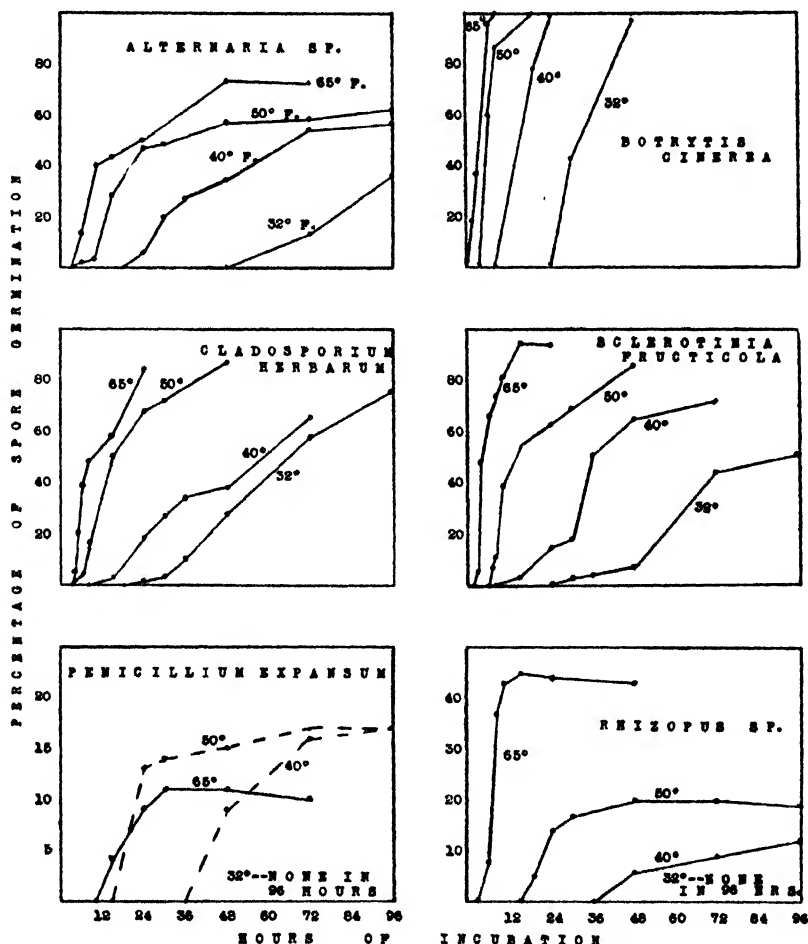 PERCENTAGE OF SPORE GERMINATION
ALTERNARIA SP.
80
60
40
20
65° F.
50° F.
40° F.
32° F.
65°
50°
40°
32°
BOTRYTIS
CINEREA
80
60
40
20
CLADOSPORIUM
HERBARUM
80
60
40
20
65°
50°
40°
32°
SCLEROTINIA
FRUCTICOLA
80
60
40
20
65°
50°
40°
32°
PENICILLIUM EXPANSUM
20
15
10
5
50°
65°
40°
32°--NONE IN
96 HOURS
12 24 36 48 72 96
RHIZOPUS SP.
40
30
20
10
65°
50°
40°
32°--NONE
IN 96 HRS.
12 24 36 48 72 96
HOURS OF INCUBATION